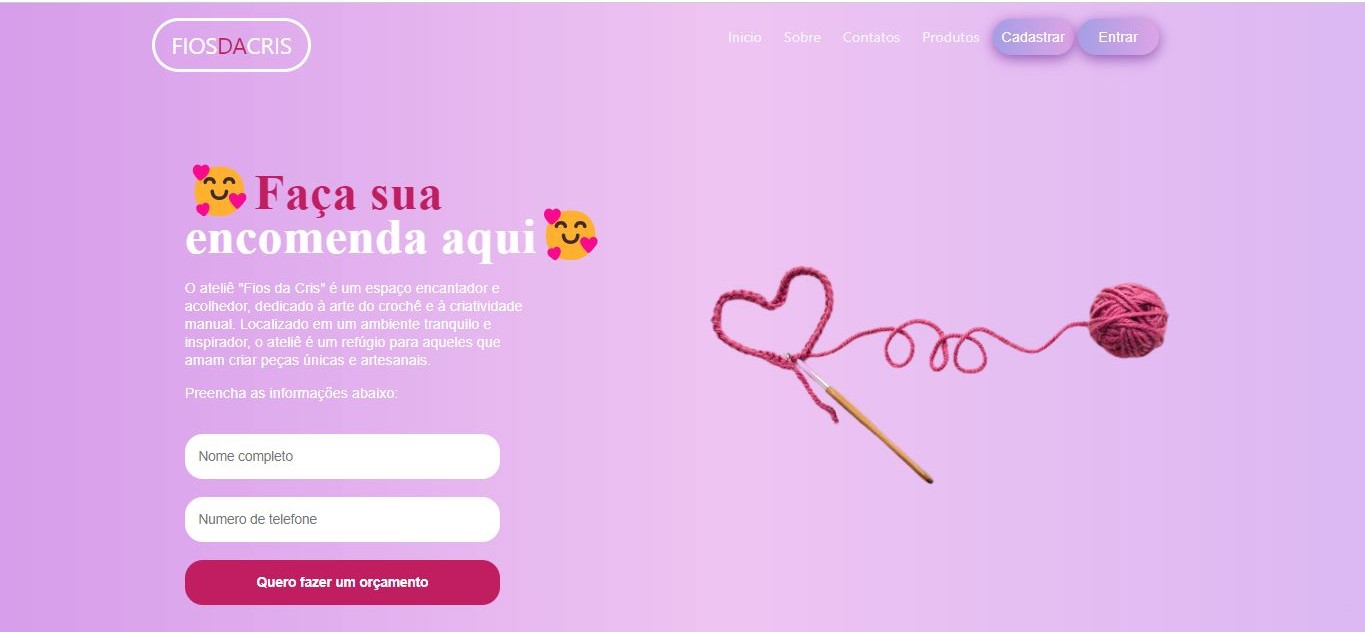 FIOSDACRIS
Inicio Sobre Contatos Produtos Cadastrar Entrar
Faça sua
encomenda aqui
O ateliê "Fios da Cris" é um espaço encantador e
acolhedor, dedicado à arte do crochê e à criatividade
manual. Localizado em um ambiente tranquilo e
inspirador, o ateliê é um refúgio para aqueles que
amam criar peças únicas e artesanais.
Preencha as informações abaixo:
Nome completo
Numero de telefone
Quero fazer um orçamento